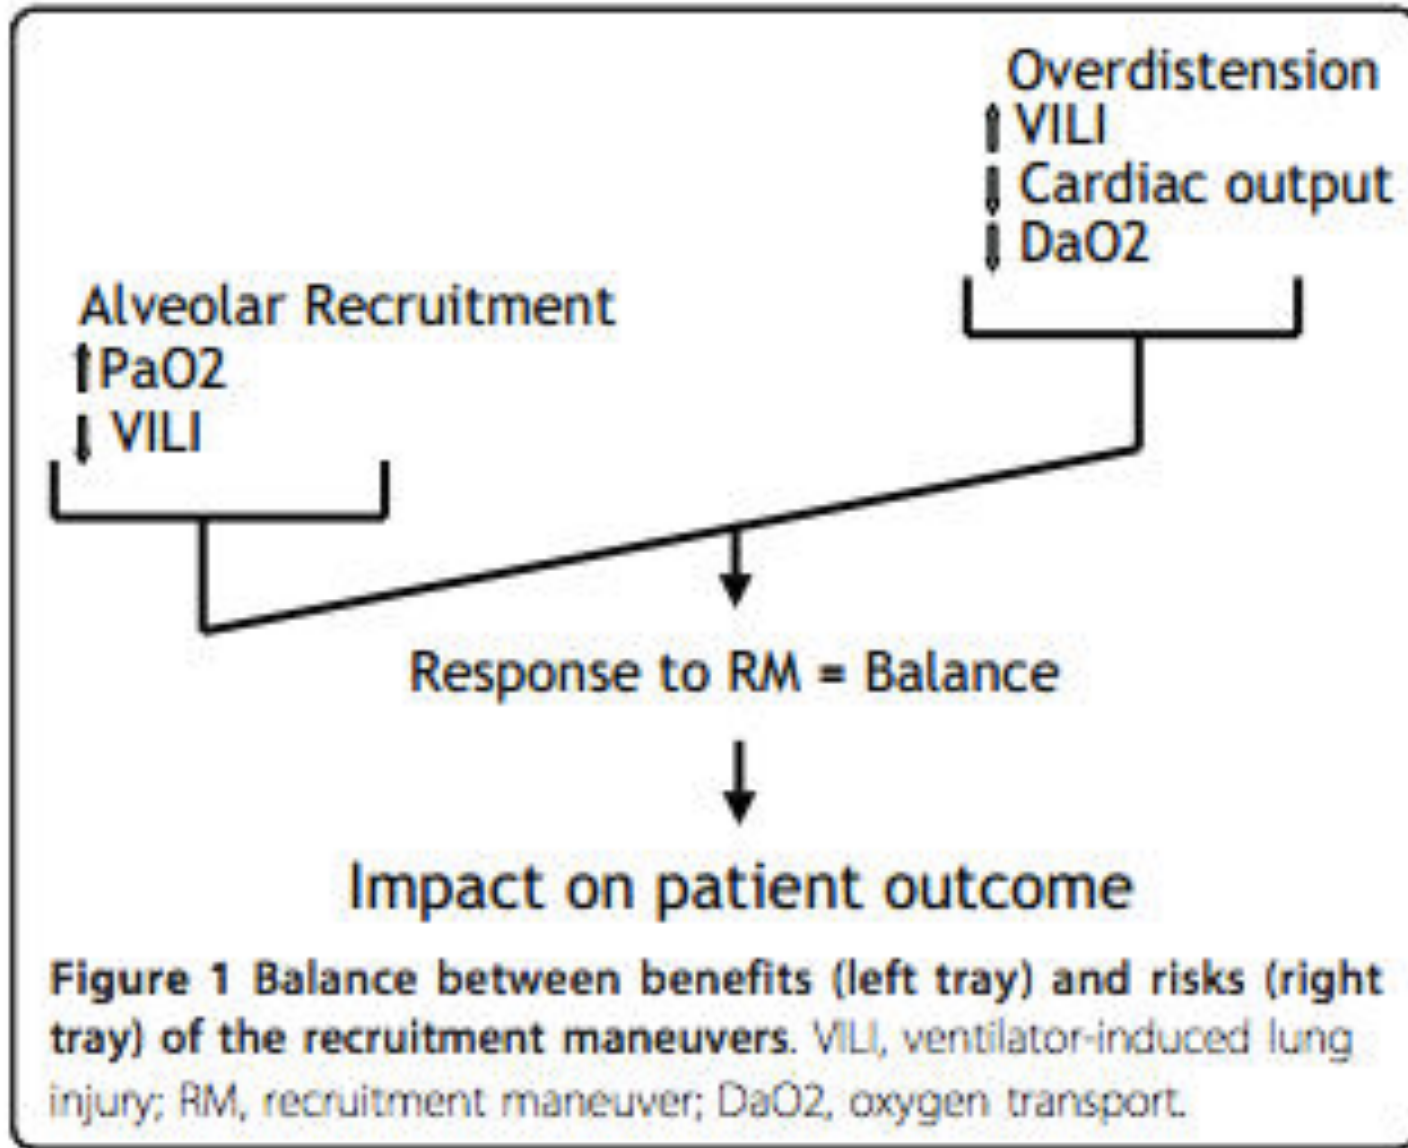 Overdistension
VILI
Cardiac output
DaO2
Alveolar Recruitment
PaO2
VILI
Response to RM = Balance
Impact on patient outcome
Figure 1 Balance between benefits (left tray) and risks (right
tray) of the recruitment maneuvers. VILI, ventilator-induced lung
injury; RM, recruitment maneuver; DaO2, oxygen transport.